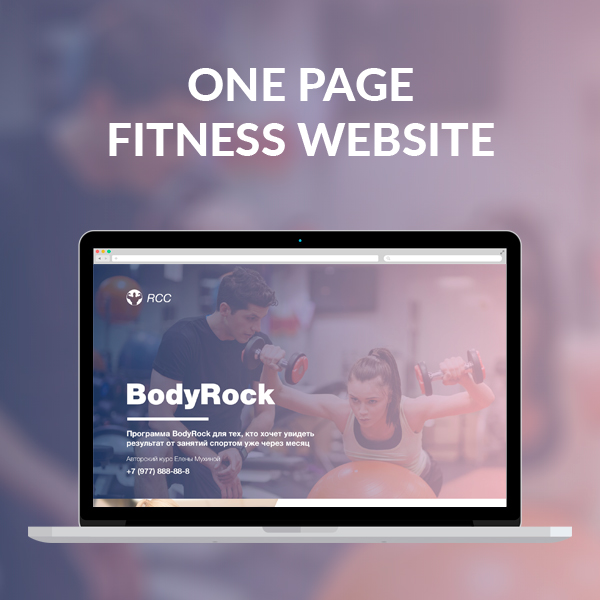 ONE PAGE
FITNESS WEBSITE
RCC
BodyRock
Программа BodyRock для тех, кто хочет увидеть
результат от занятий спортом уже через месяц
Авторский курс Елены Мухиной
+7 (977) 888-88-8